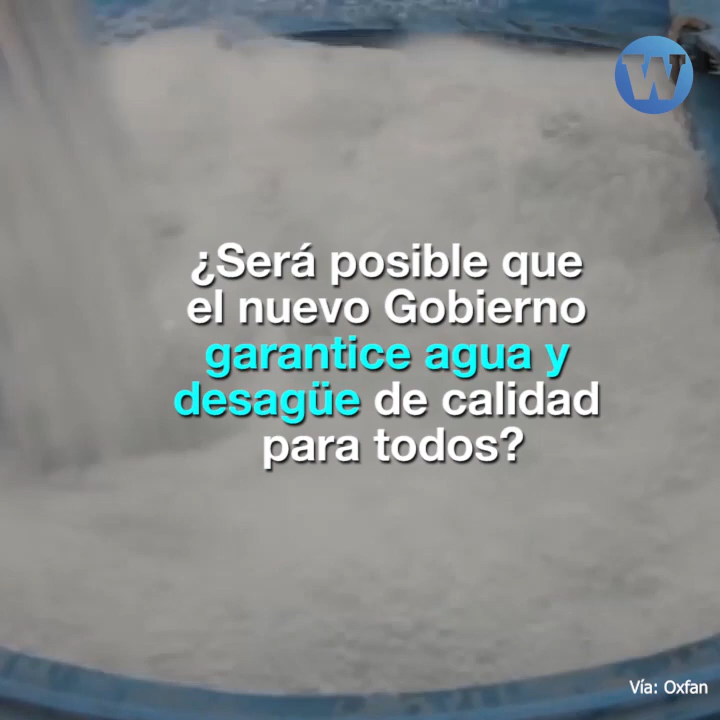 W
¿Será posible que
el nuevo Gobierno
garantice agua y
desagüe de calidad
para todos?
Vía: Oxfan